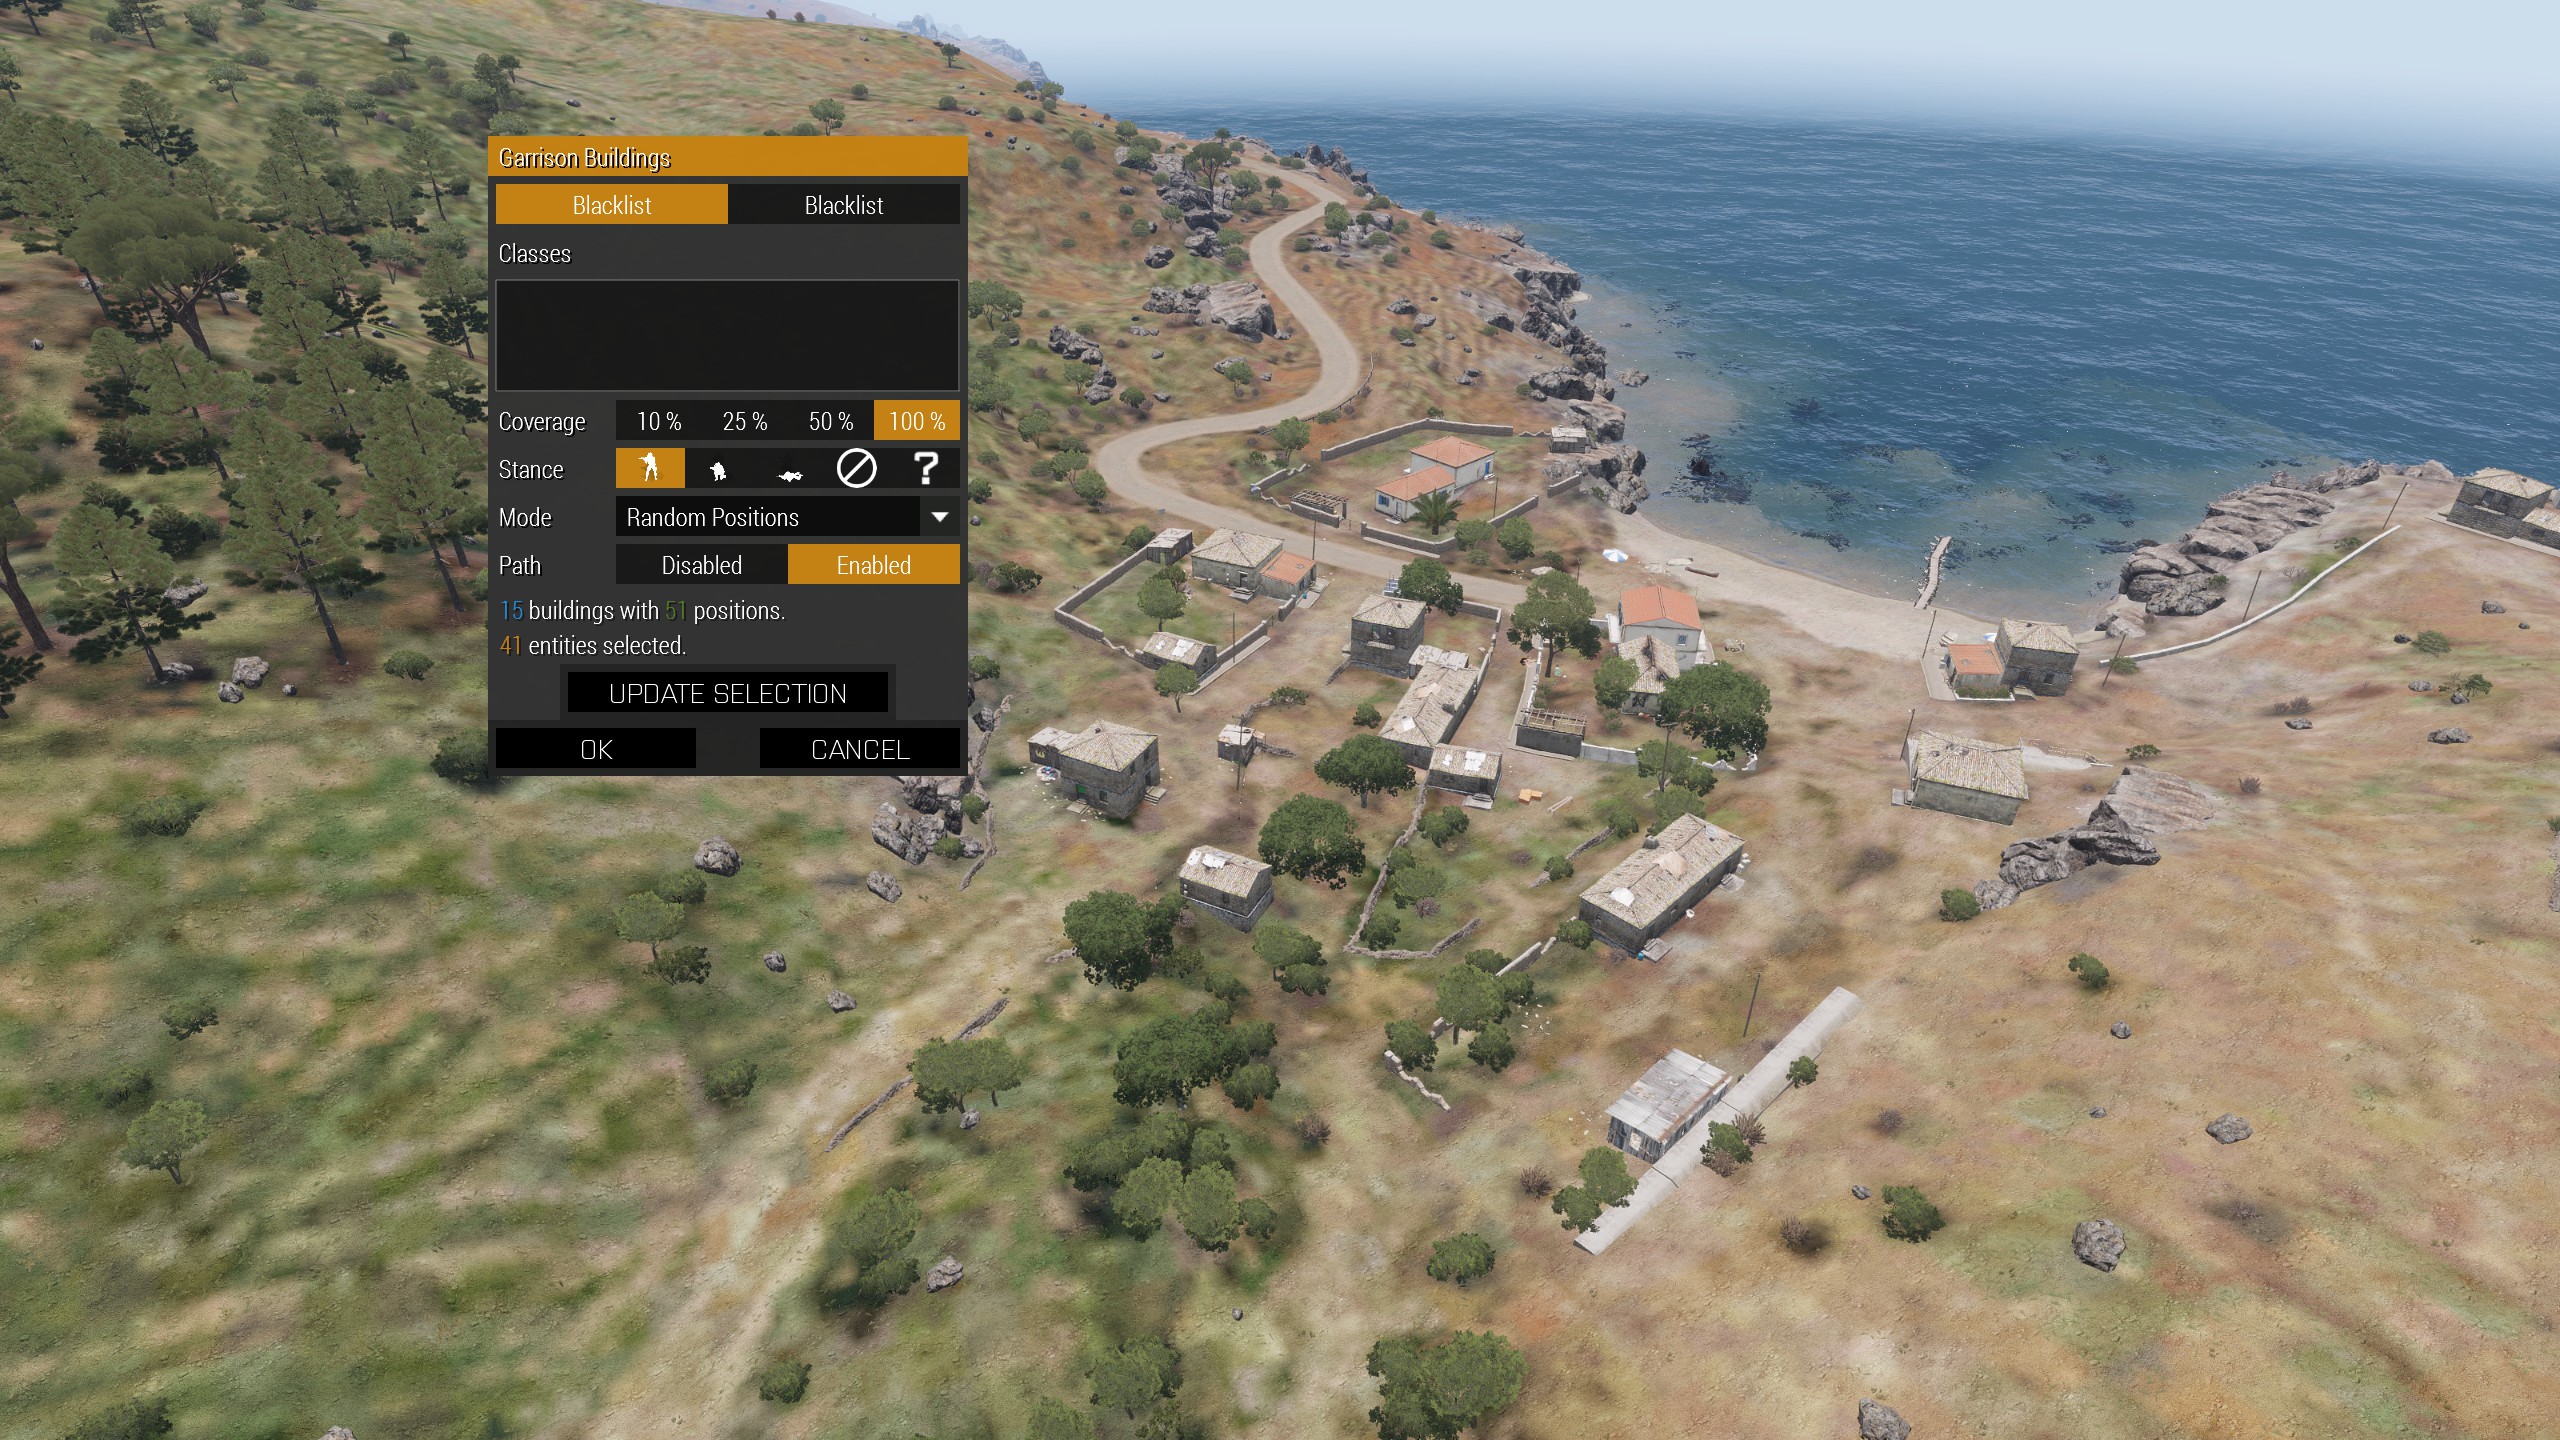 Garrison Buildings
Blacklist Blacklist
Classes
Coverage 10 % 25 % 50 % 100 %
Stance ?
Mode Random Positions
Path Disabled Enabled
15 buildings with 51 positions.
41 entities selected.
UPDATE SELECTION
OK CANCEL